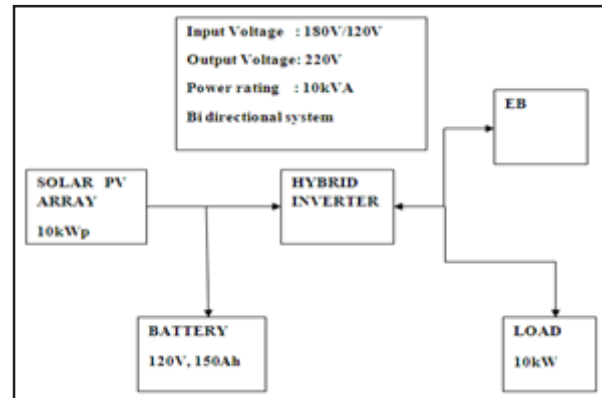 Input Voltage : 180V/120V
Output Voltage: 220V
Power rating : 10kVA
Bi directional system
EB
SOLAR PV
ARRAY
10kWp
HYBRID
INVERTER
BATTERY
120V, 150Ah
LOAD
10kW